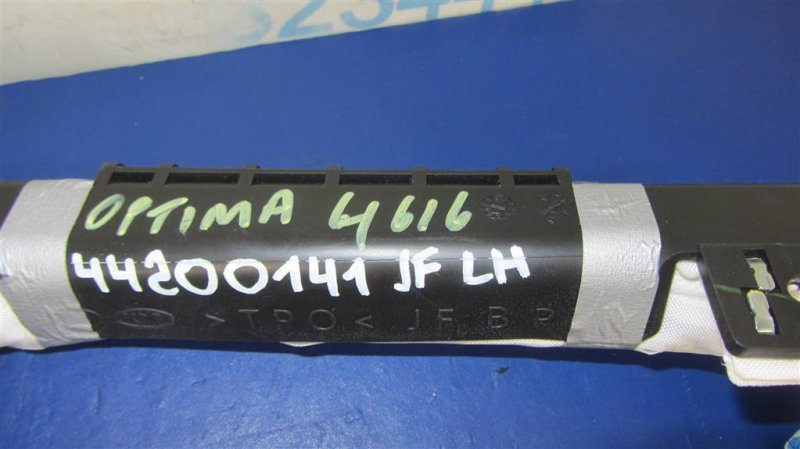 OPTIMA 4616
44200141 JF LH
>TPO< JF B P